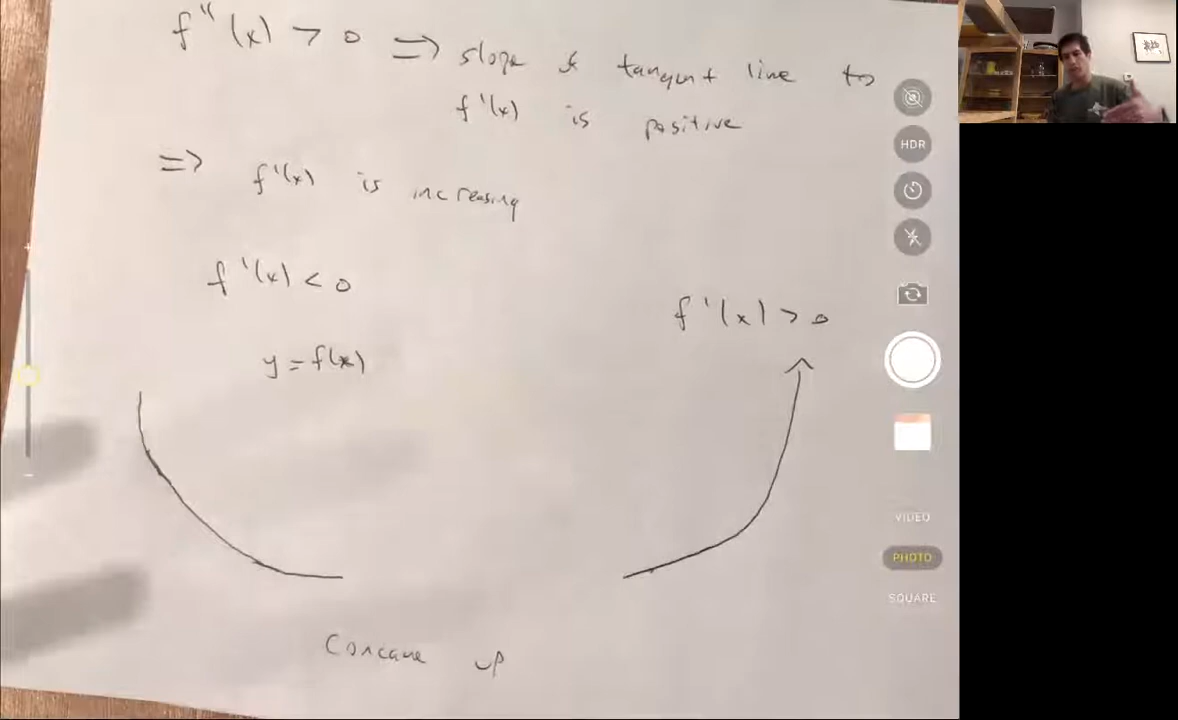 f''(x) > 0 ⇒ slope of tangent line to
f'(x) is positive
⇒ f'(x) is increasing
f'(x) < 0
f'(x) > 0
y = f(x)
Concave up
HDR
VIDEO
PHOTO
SQUARE